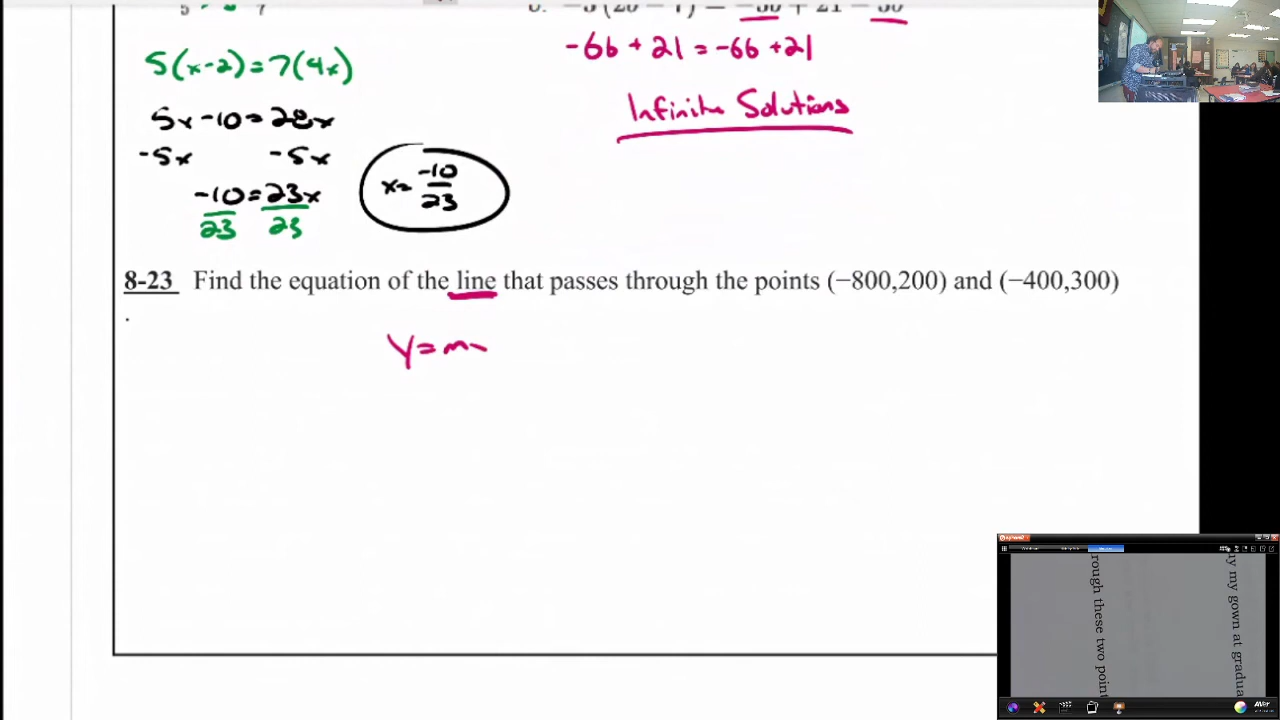 5(x-2)=7(4x)
5x-10=28x
-5x -5x
-10=23x
23 23
x=-10/23
-6b + 21 = -6b +21
Infinite Solutions
8-23 Find the equation of the line that passes through the points (−800,200) and (−400,300)
.
y=m
rough these two point
my gown at gradua